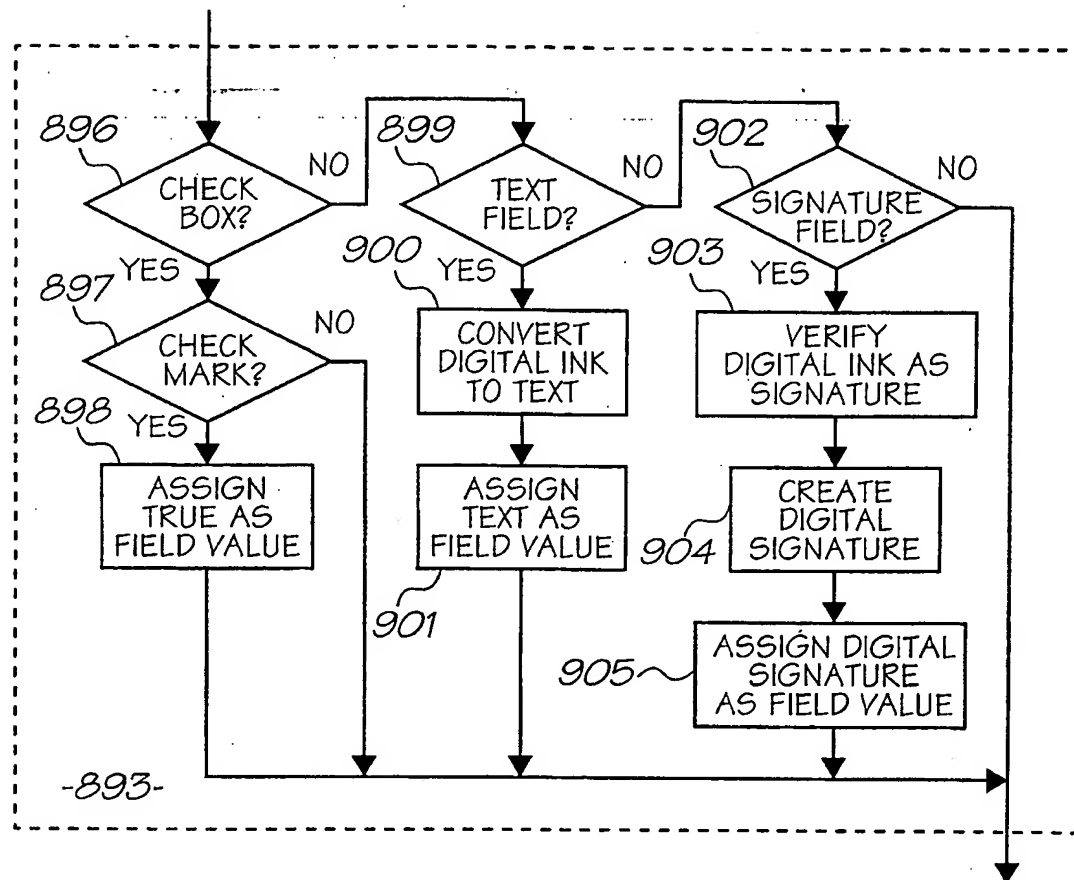 896
CHECK
BOX?
NO
YES
897
CHECK
MARK?
NO
YES
898
ASSIGN
TRUE AS
FIELD VALUE
899
TEXT
FIELD?
NO
YES
900
CONVERT
DIGITAL INK
TO TEXT
ASSIGN
TEXT AS
FIELD VALUE
901
902
SIGNATURE
FIELD?
NO
YES
903
VERIFY
DIGITAL INK AS
SIGNATURE
CREATE
DIGITAL
SIGNATURE
904
ASSIGN DIGITAL
SIGNATURE
AS FIELD VALUE
905
-893-